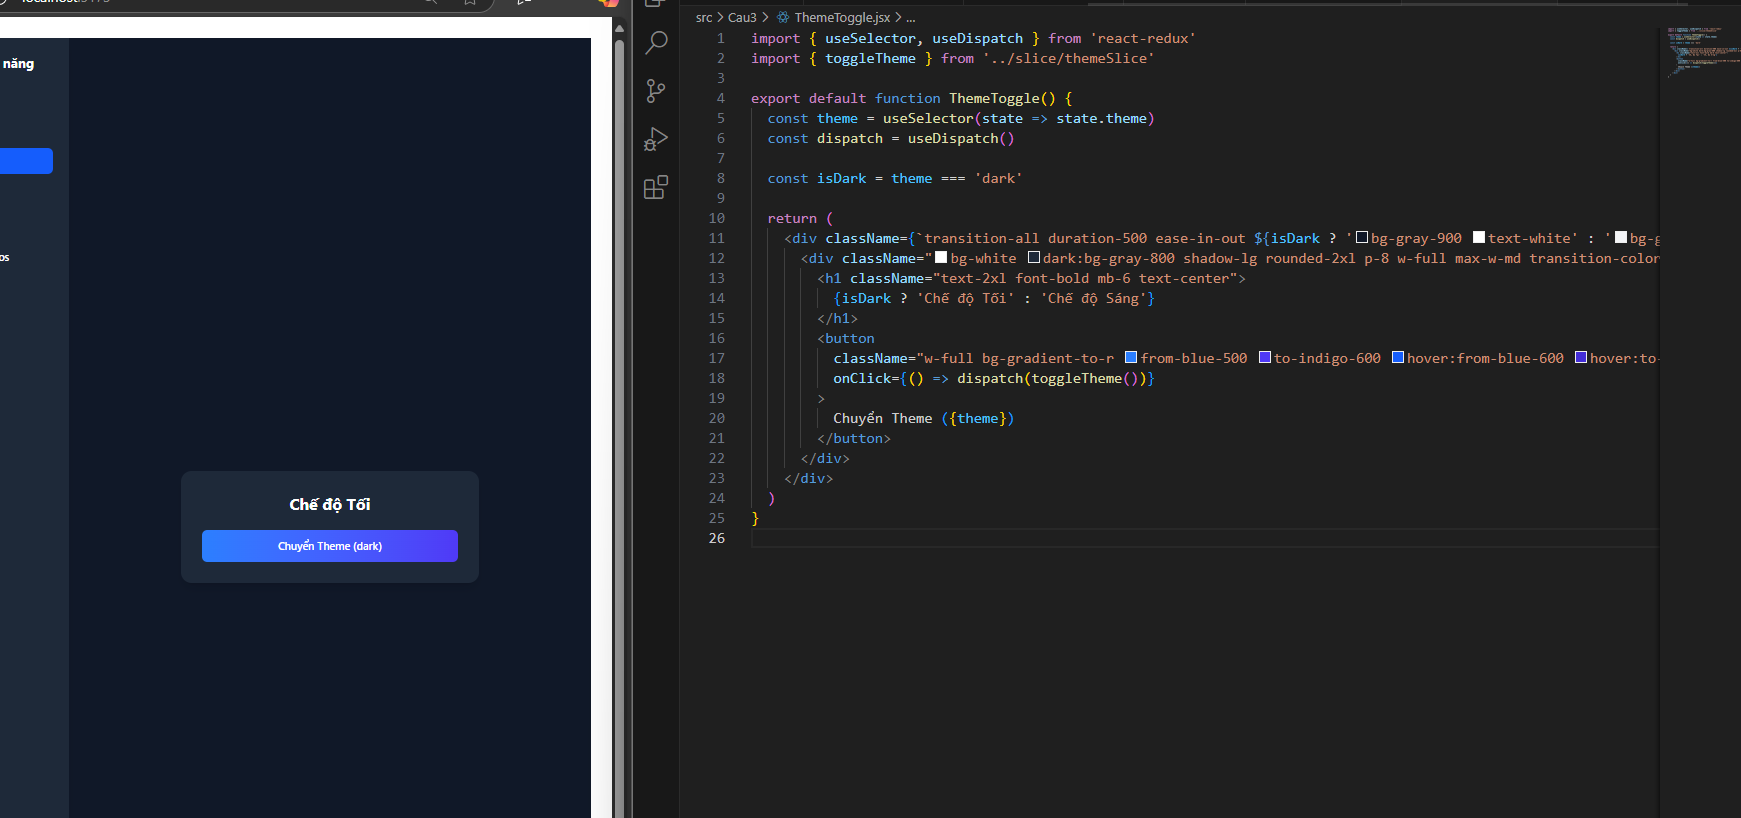 năng
Chế độ Tối
Chuyển Theme (dark)
src > Cau3 > ThemeToggle.jsx > ...
1 import { useSelector, useDispatch } from 'react-redux'
2 import { toggleTheme } from '../slice/themeSlice'
3
4 export default function ThemeToggle() {
5 const theme = useSelector(state => state.theme)
6 const dispatch = useDispatch()
7
8 const isDark = theme === 'dark'
9
10 return (
11 <div className={`transition-all duration-500 ease-in-out ${isDark ? 'bg-gray-900 text-white' : 'bg-g
12 <div className="bg-white dark:bg-gray-800 shadow-lg rounded-2xl p-8 w-full max-w-md transition-color
13 <h1 className="text-2xl font-bold mb-6 text-center">
14 {isDark ? 'Chế độ Tối' : 'Chế độ Sáng'}
15 </h1>
16 <button
17 className="w-full bg-gradient-to-r from-blue-500 to-indigo-600 hover:from-blue-600 hover:to-
18 onClick={() => dispatch(toggleTheme())}
19 >
20 Chuyển Theme ({theme})
21 </button>
22 </div>
23 </div>
24 )
25 }
26